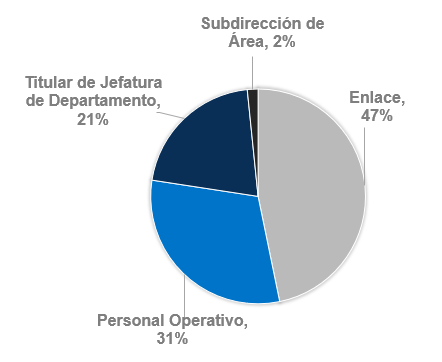 Subdirección de
Área, 2%
Titular de Jefatura
de Departamento,
21%
Enlace,
47%
Personal Operativo,
31%